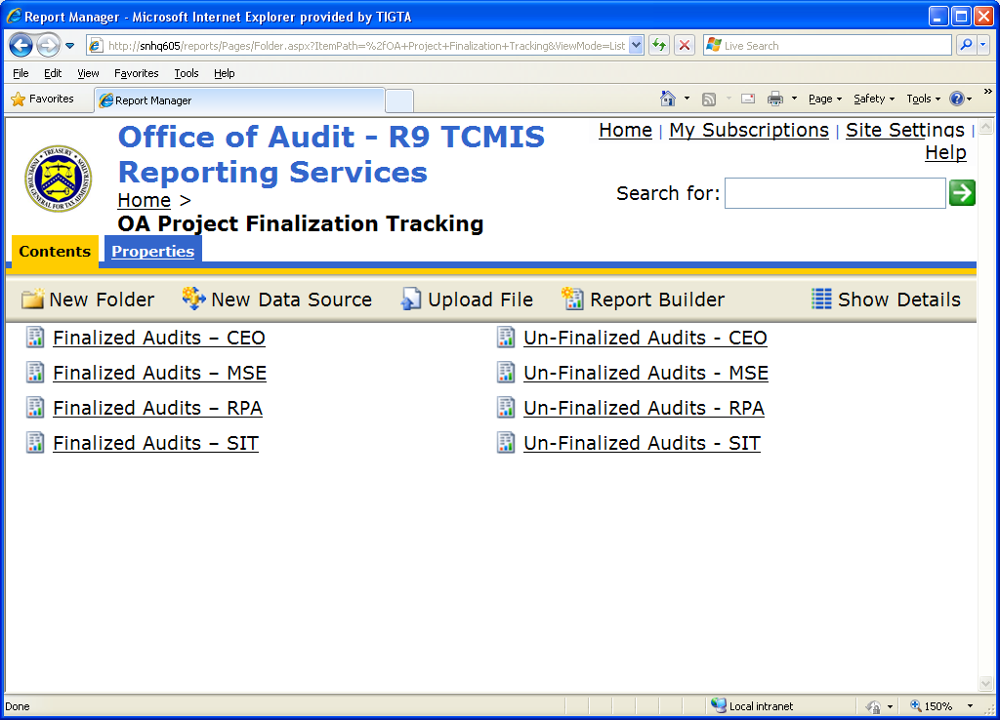 Report Manager - Microsoft Internet Explorer provided by TIGTA
http://snhq605/reports/Pages/Folder.aspx?ItemPath=%2fOA+Project+Finalization+Tracking&ViewMode=List
Live Search
File Edit View Favorites Tools Help
Favorites
Report Manager
Page Safety Tools
»
Home | My Subscriptions | Site Settings |
Help
Office of Audit - R9 TCMIS
Reporting Services
Home >
OA Project Finalization Tracking
Search for:
TREASURY
INSPECTOR GENERAL FOR TAX ADMINISTRATION
Contents Properties
New Folder New Data Source Upload File Report Builder Show Details
Finalized Audits – CEO Un-Finalized Audits - CEO
Finalized Audits – MSE Un-Finalized Audits - MSE
Finalized Audits – RPA Un-Finalized Audits - RPA
Finalized Audits – SIT Un-Finalized Audits - SIT
Done Local intranet 150%